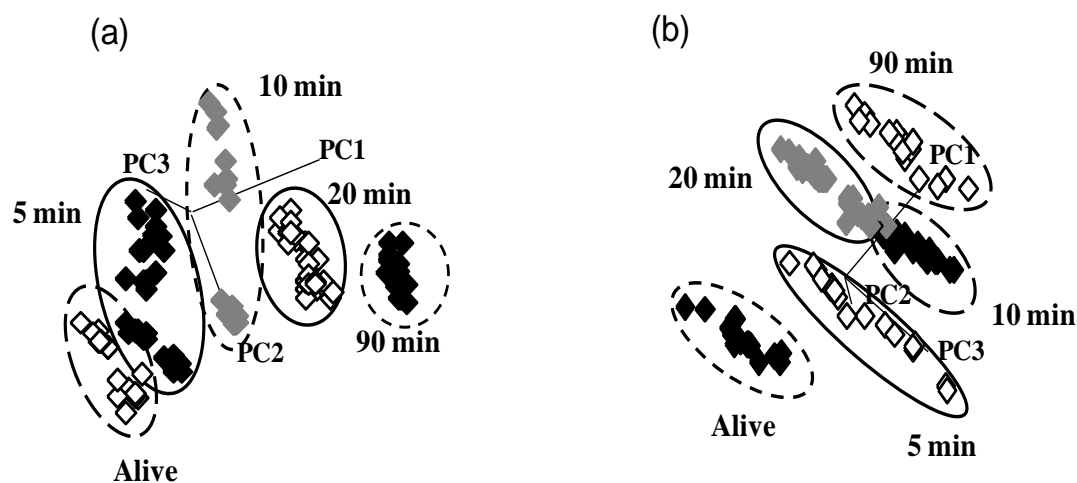 (a)
10 min
PC3
PC1
5 min
20 min
PC2
90 min
Alive
(b)
90 min
PC1
20 min
PC2
10 min
PC3
Alive
5 min